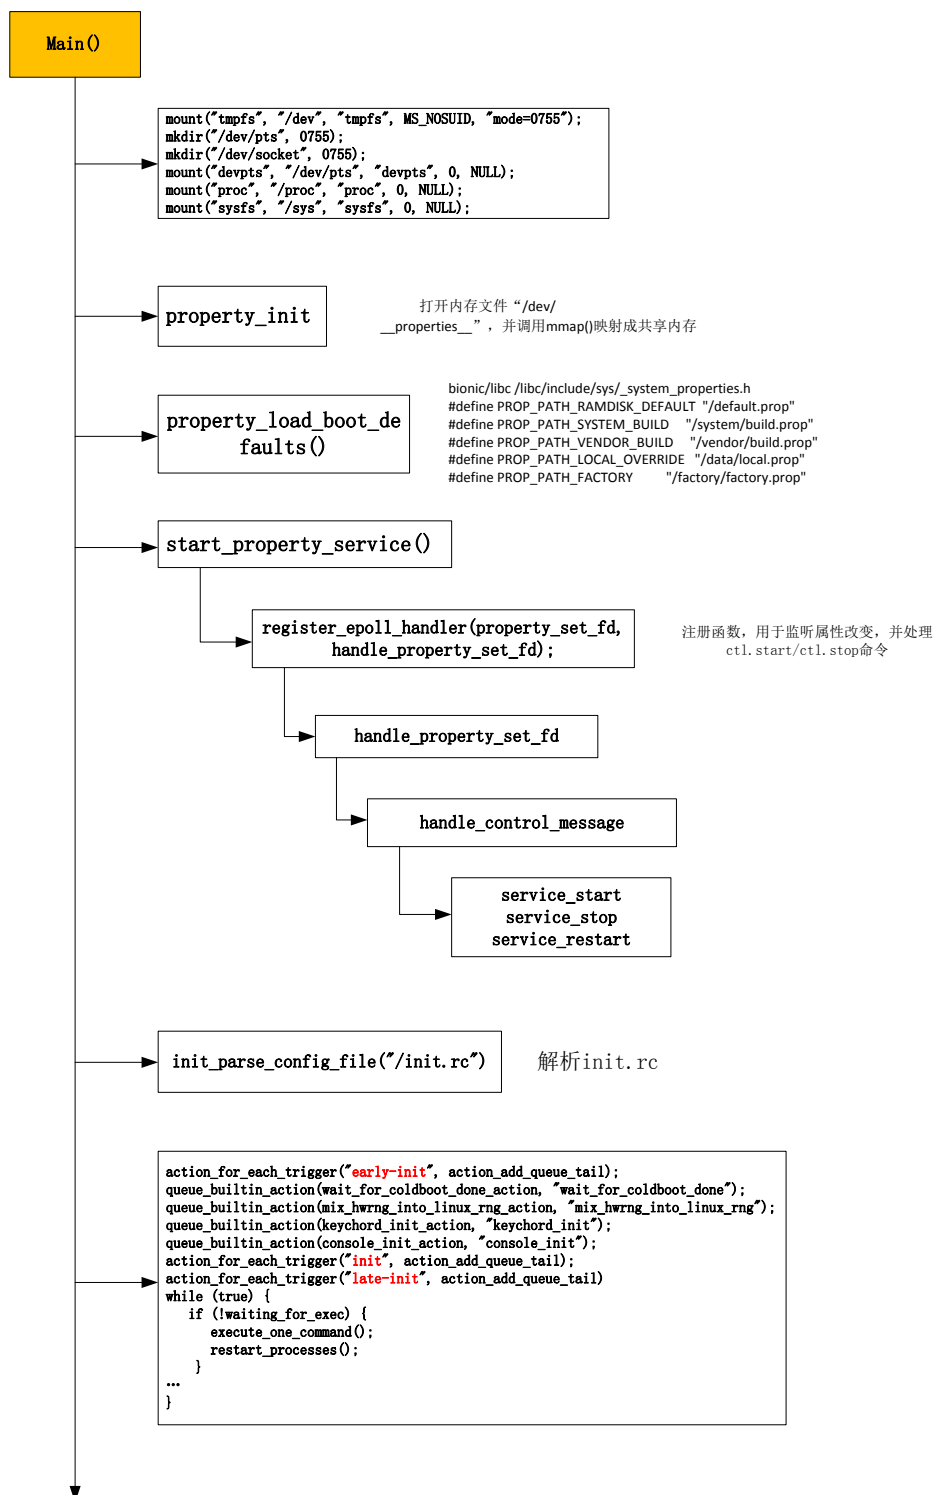 Main()
mount("tmpfs", "/dev", "tmpfs", MS_NOSUID, "mode=0755");
mkdir("/dev/pts", 0755);
mkdir("/dev/socket", 0755);
mount("devpts", "/dev/pts", "devpts", 0, NULL);
mount("proc", "/proc", "proc", 0, NULL);
mount("sysfs", "/sys", "sysfs", 0, NULL);
property_init
打开内存文件“/dev/
__properties__”，并调用mmap()映射成共享内存
property_load_boot_de
faults()
bionic/libc /libc/include/sys/_system_properties.h
#define PROP_PATH_RAMDISK_DEFAULT "/default.prop"
#define PROP_PATH_SYSTEM_BUILD "/system/build.prop"
#define PROP_PATH_VENDOR_BUILD "/vendor/build.prop"
#define PROP_PATH_LOCAL_OVERRIDE "/data/local.prop"
#define PROP_PATH_FACTORY "/factory/factory.prop"
start_property_service()
register_epoll_handler(property_set_fd,
handle_property_set_fd);
注册函数，用于监听属性改变，并处理
ctl.start/ctl.stop命令
handle_property_set_fd
handle_control_message
service_start
service_stop
service_restart
init_parse_config_file("/init.rc")
解析init.rc
action_for_each_trigger("early-init", action_add_queue_tail);
queue_builtin_action(wait_for_coldboot_done_action, "wait_for_coldboot_done");
queue_builtin_action(mix_hwrng_into_linux_rng_action, "mix_hwrng_into_linux_rng");
queue_builtin_action(keychord_init_action, "keychord_init");
queue_builtin_action(console_init_action, "console_init");
action_for_each_trigger("init", action_add_queue_tail);
action_for_each_trigger("late-init", action_add_queue_tail)
while (true) {
if (!waiting_for_exec) {
execute_one_command();
restart_processes();
}
…
}